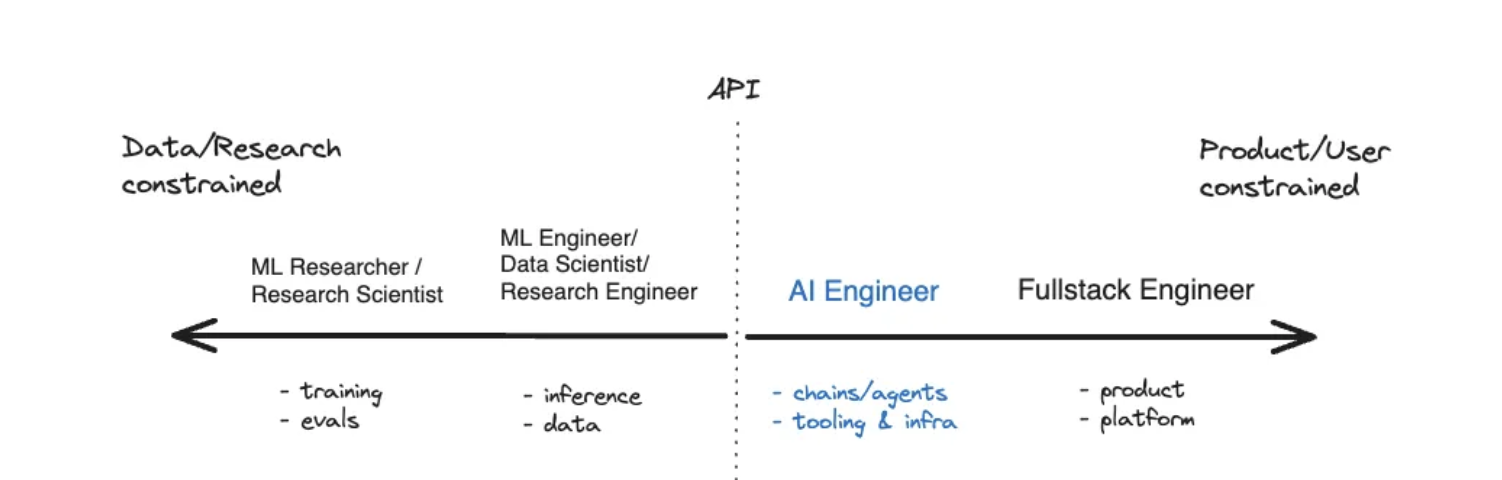 API
Data/Research
constrained
Product/User
constrained
ML Researcher /
Research Scientist
ML Engineer/
Data Scientist/
Research Engineer
AI Engineer
Fullstack Engineer
- training
- evals
- inference
- data
- chains/agents
- tooling & infra
- product
- platform